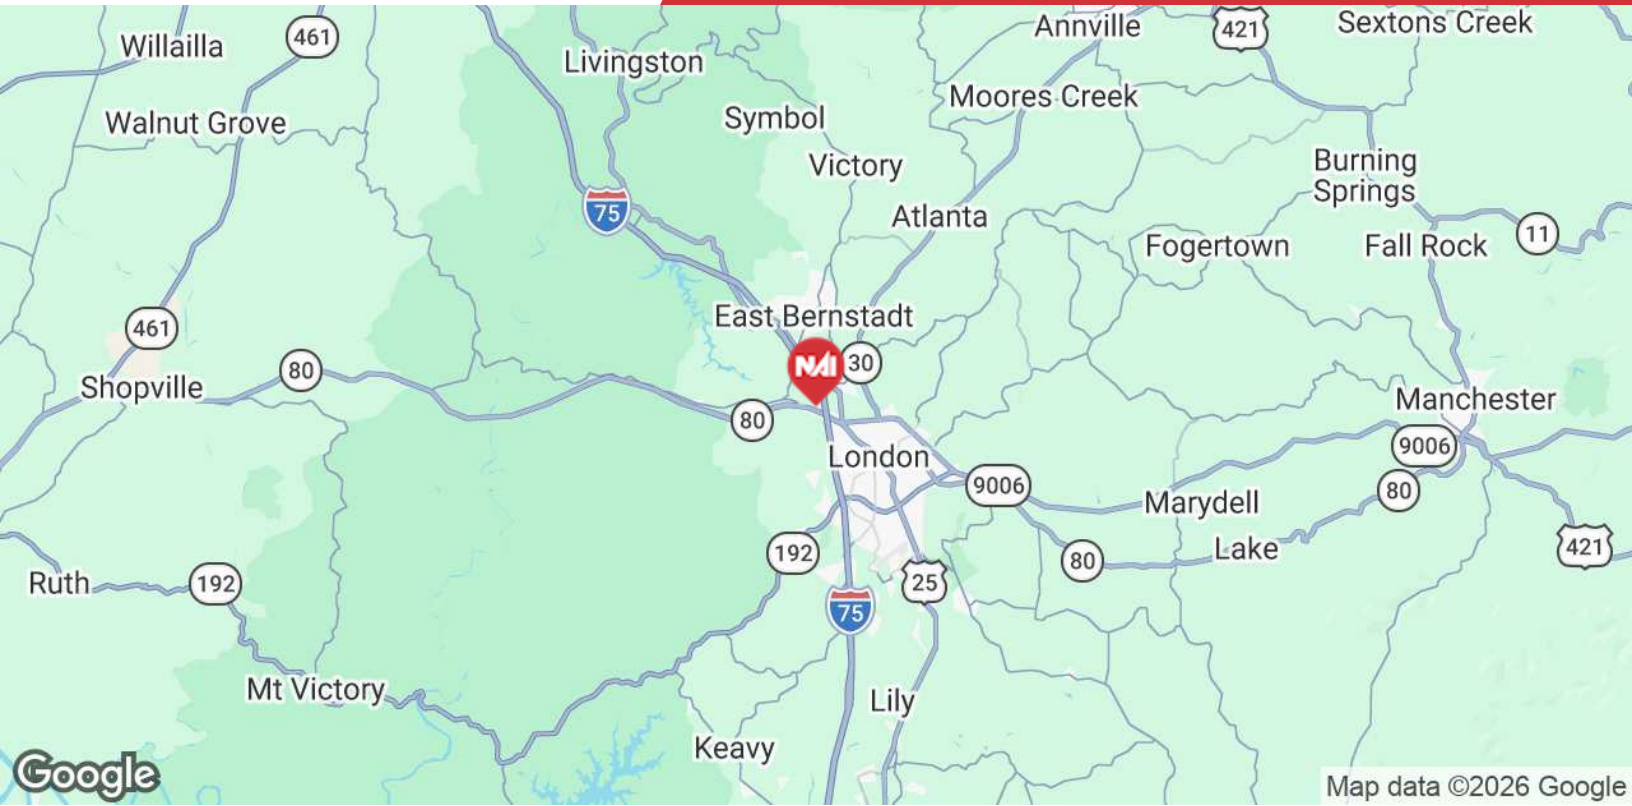 Annville
421
Sextons Creek
461
Willailla
Livingston
Moores Creek
Walnut Grove
Symbol
Victory
Burning
Springs
75
Atlanta
11
Fogertown
Fall Rock
East Bernstadt
461
NAI
30
80
Shopville
Manchester
80
9006
London
9006
80
Marydell
Lake
421
192
80
Ruth
192
25
75
Mt Victory
Lily
Keavy
Google
Map data ©2026 Google